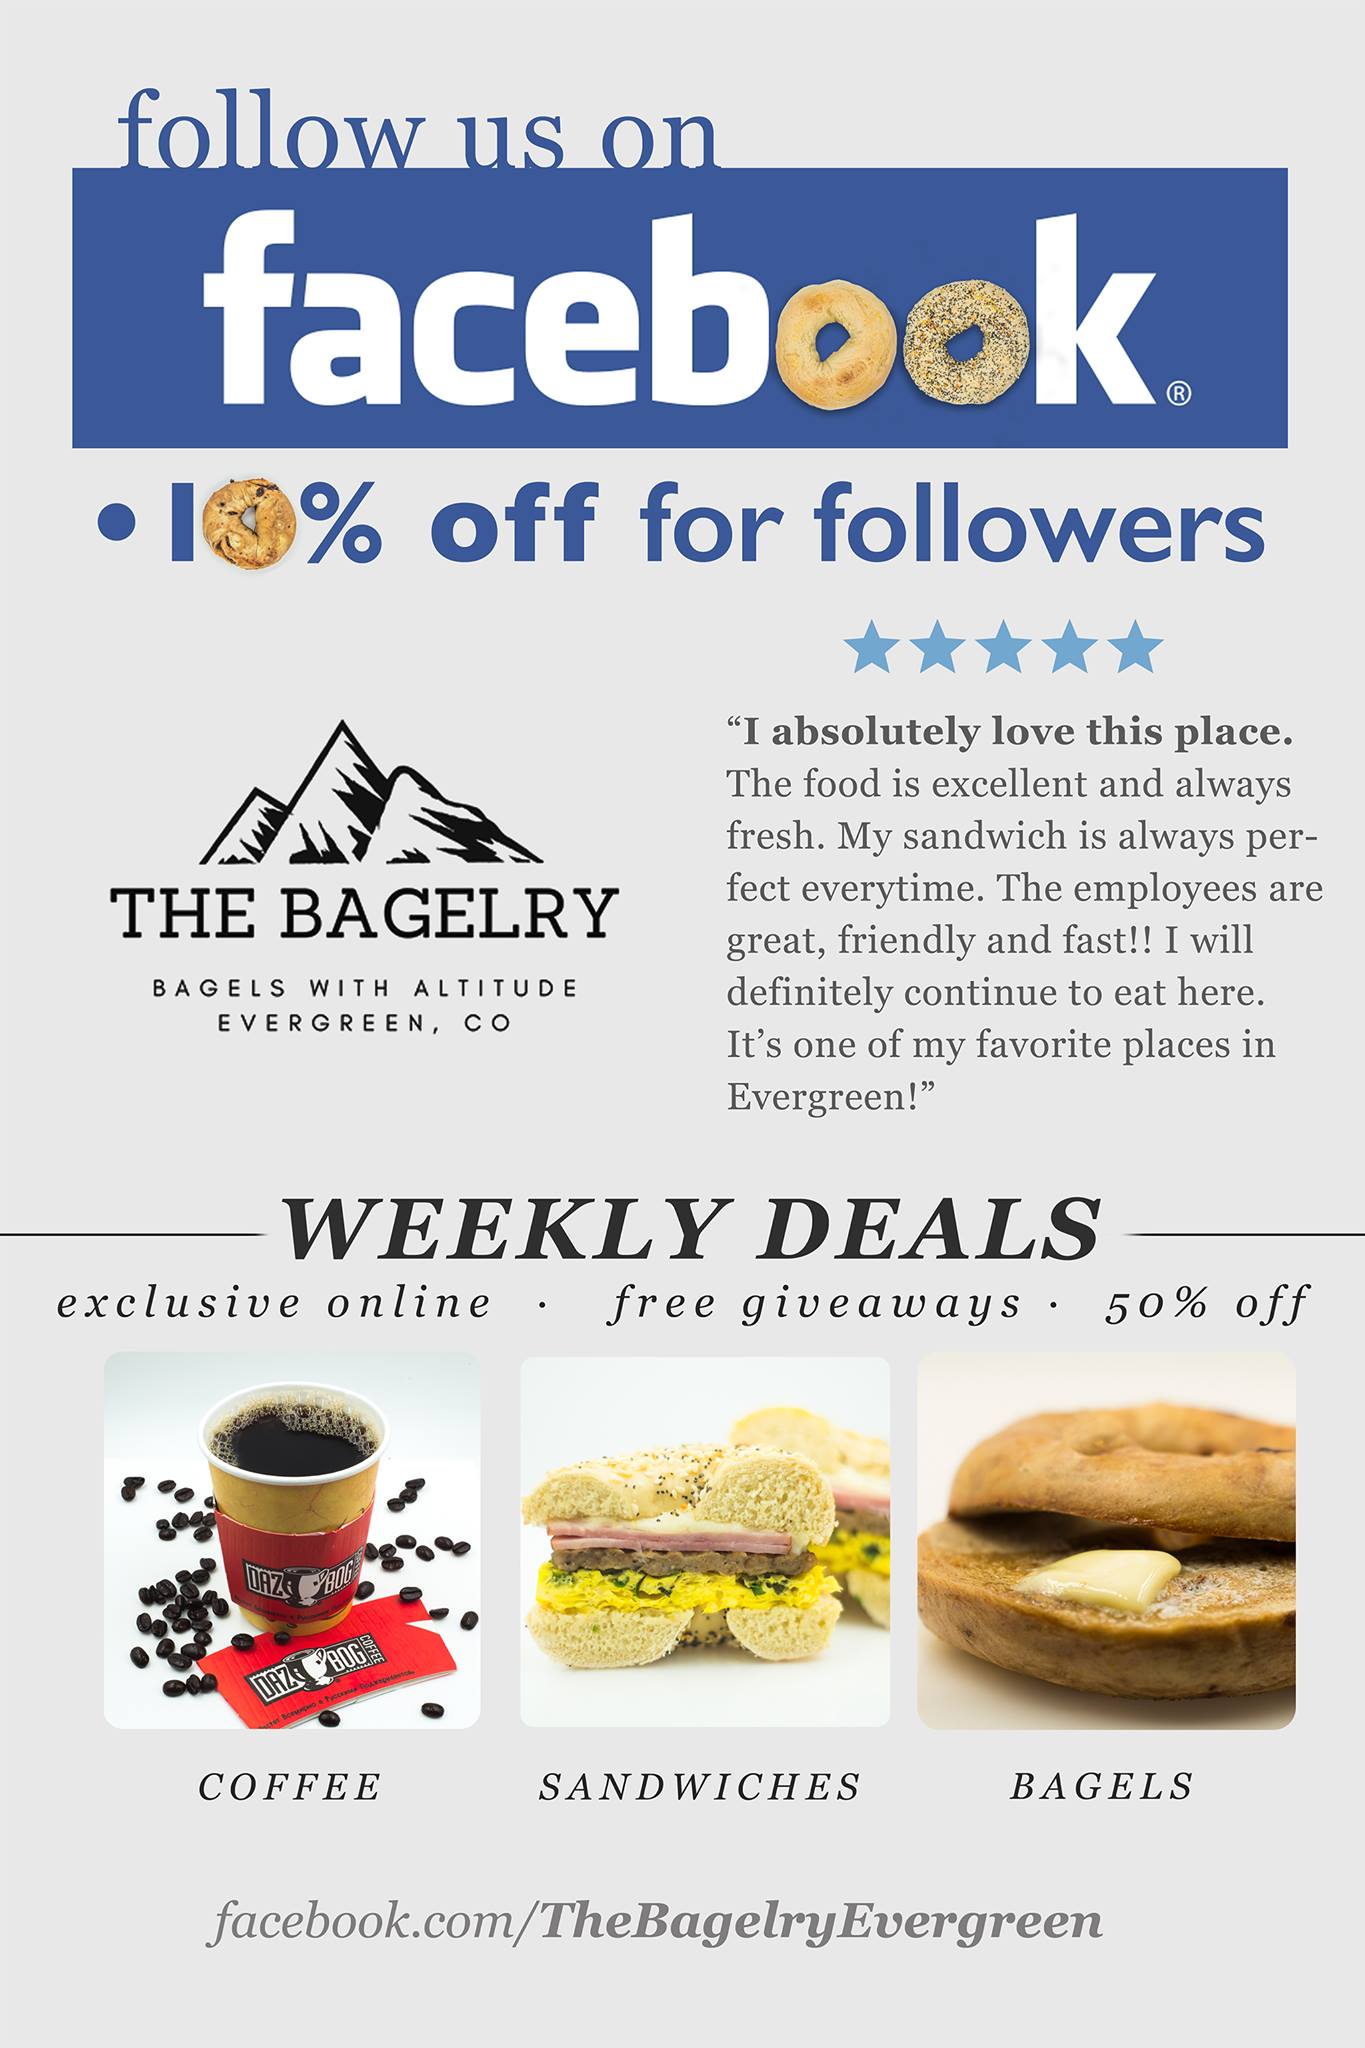 follow us on
facebook®
• 10% off for followers
“I absolutely love this place.
The food is excellent and always
fresh. My sandwich is always per-
fect everytime. The employees are
great, friendly and fast!! I will
definitely continue to eat here.
It’s one of my favorite places in
Evergreen!”
THE BAGELRY
BAGELS WITH ALTITUDE
EVERGREEN, CO
WEEKLY DEALS
exclusive online · free giveaways · 50% off
DAZBOG
DAZBOG COFFEE
COFFEE
SANDWICHES
BAGELS
facebook.com/TheBagelryEvergreen